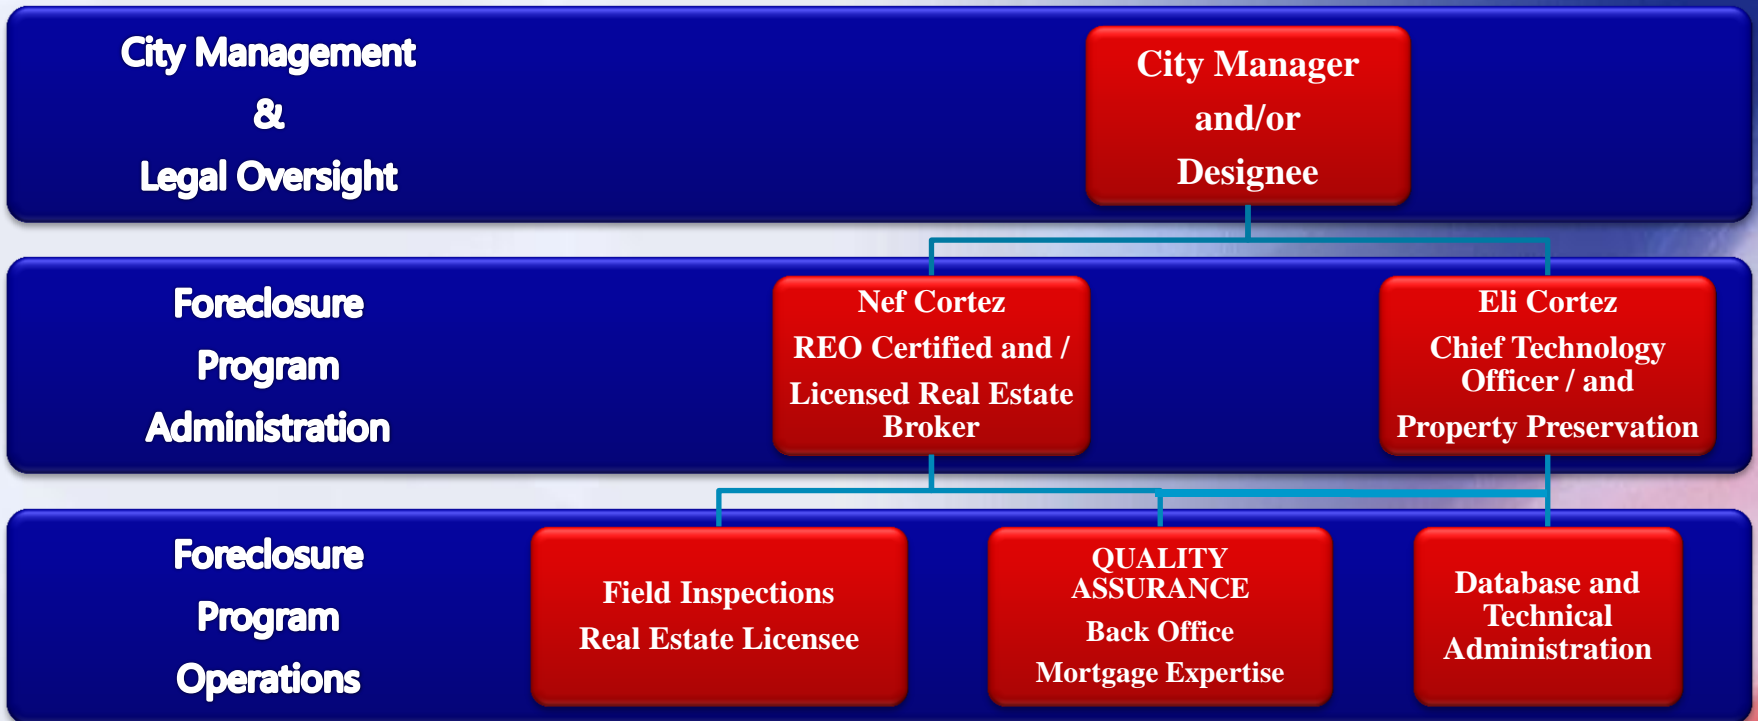 City Management
&
Legal Oversight
City Manager
and/or
Designee
Foreclosure
Program
Administration
Nef Cortez
REO Certified and /
Licensed Real Estate
Broker
Eli Cortez
Chief Technology
Officer / and
Property Preservation
Foreclosure
Program
Operations
Field Inspections
Real Estate Licensee
QUALITY
ASSURANCE
Back Office
Mortgage Expertise
Database and
Technical
Administration